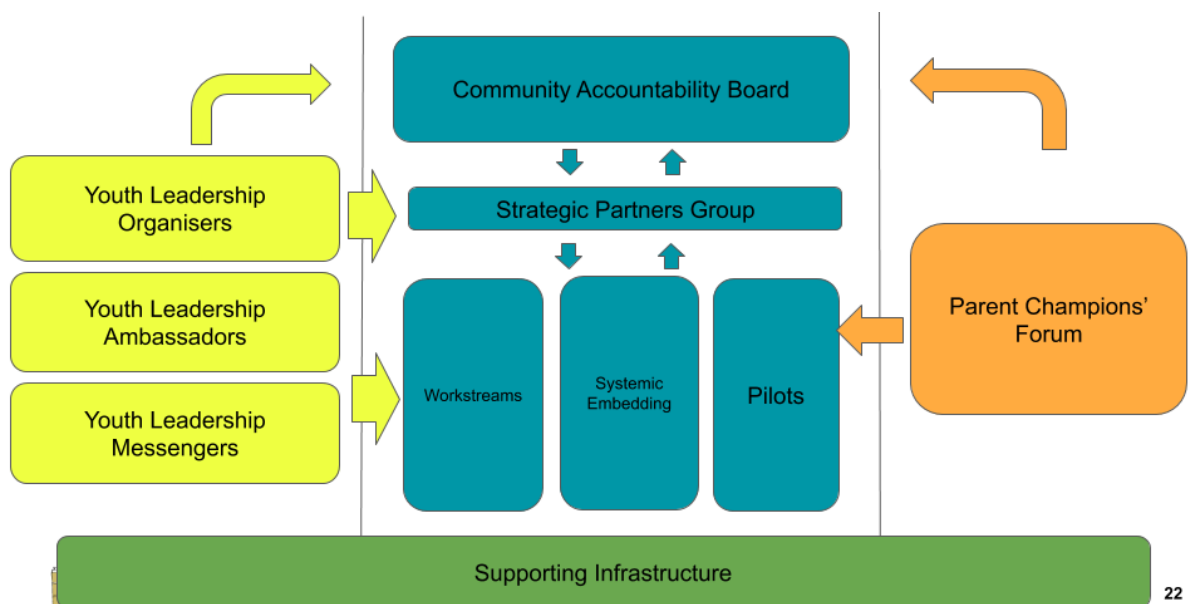 Community Accountability Board
Youth Leadership
Organisers
Strategic Partners Group
Youth Leadership
Ambassadors
Parent Champions’
Forum
Youth Leadership
Messengers
Workstreams
Systemic
Embedding
Pilots
Supporting Infrastructure
22